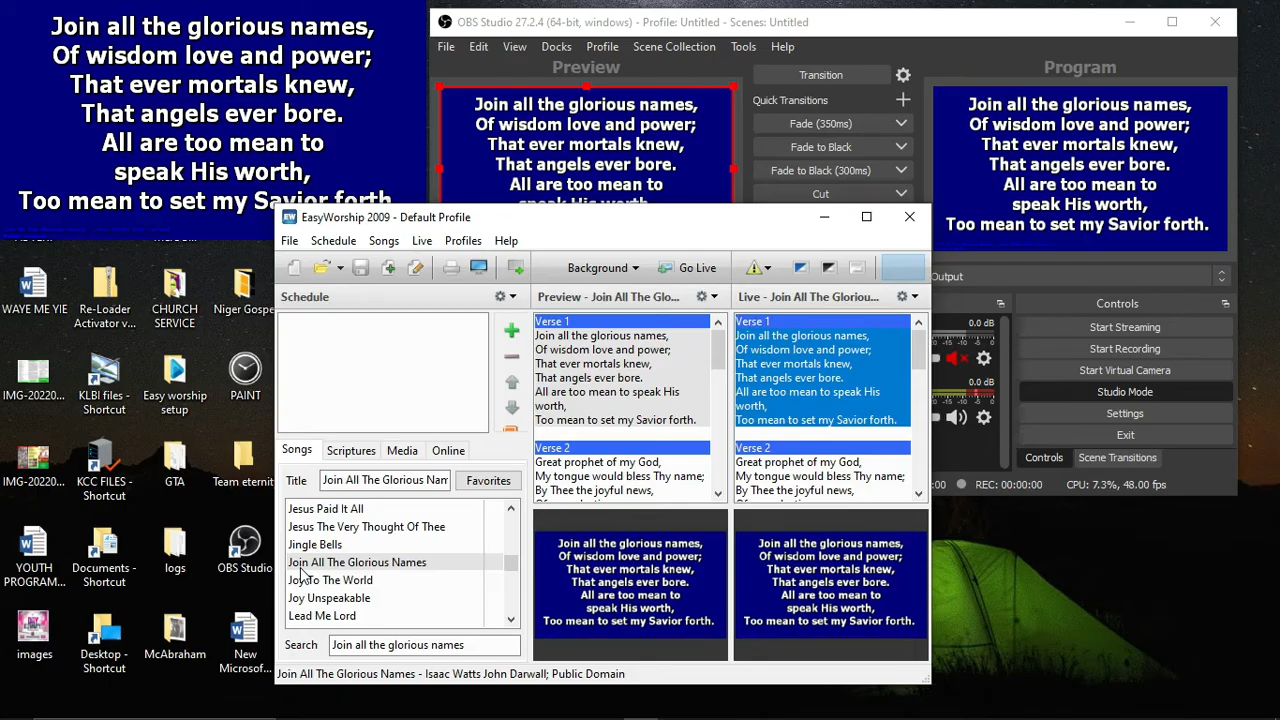 Join all the glorious names,
Of wisdom love and power;
That ever mortals knew,
That angels ever bore.
All are too mean to
speak His worth,
Too mean to set my Savior forth.
OBS Studio 27.2.4 (64-bit, windows) - Profile: Untitled - Scenes: Untitled
File Edit View Docks Profile Scene Collection Tools Help
Preview
Join all the glorious names,
Of wisdom love and power;
That ever mortals knew,
That angels ever bore.
All are too mean to
speak His worth,
Transition
Quick Transitions
Fade (350ms)
Fade to Black
Fade to Black (300ms)
Cut
Program
Join all the glorious names,
Of wisdom love and power;
That ever mortals knew,
That angels ever bore.
All are too mean to
speak His worth,
Too mean to set my Savior forth.
Output
0.0 dB
0.0 dB
Controls
Start Streaming
Start Recording
Start Virtual Camera
Studio Mode
Settings
Exit
Controls Scene Transitions
:00 REC: 00:00:00 CPU: 7.3%, 48.00 fps
WAYE ME YIE
Re-Loader
Activator v...
CHURCH
SERVICE
Niger Gospe
IMG-20220...
KLBI files -
Shortcut
Easy worship
setup
PAINT
IMG-20220...
KCC FILES -
Shortcut
GTA
Team eternit
YOUTH
PROGRAM...
Documents -
Shortcut
logs
OBS Studio
images
Desktop -
Shortcut
McAbraham
New
Microsof...
EasyWorship 2009 - Default Profile
File Schedule Songs Live Profiles Help
Background Go Live
Schedule
Songs Scriptures Media Online
Title Join All The Glorious Nam Favorites
Jesus Paid It All
Jesus The Very Thought Of Thee
Jingle Bells
Join All The Glorious Names
Joy To The World
Joy Unspeakable
Lead Me Lord
Search Join all the glorious names
Preview - Join All The Glo...
Verse 1
Join all the glorious names,
Of wisdom love and power;
That ever mortals knew,
That angels ever bore.
All are too mean to speak His
worth,
Too mean to set my Savior forth.
Verse 2
Great prophet of my God,
My tongue would bless Thy name;
By Thee the joyful news,
Join all the glorious names,
Of wisdom love and power;
That ever mortals knew,
That angels ever bore.
All are too mean to
speak His worth,
Too mean to set my Savior forth.
Live - Join All The Gloriou...
Verse 1
Join all the glorious names,
Of wisdom love and power;
That ever mortals knew,
That angels ever bore.
All are too mean to speak His
worth,
Too mean to set my Savior forth.
Verse 2
Great prophet of my God,
My tongue would bless Thy name;
By Thee the joyful news,
Join all the glorious names,
Of wisdom love and power;
That ever mortals knew,
That angels ever bore.
All are too mean to
speak His worth,
Too mean to set my Savior forth.
Join All The Glorious Names - Isaac Watts John Darwall; Public Domain